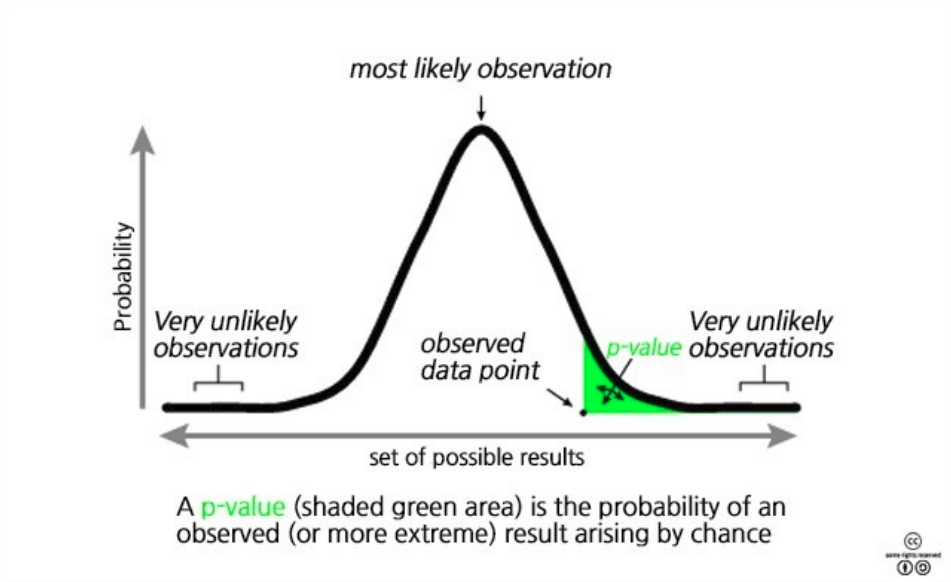 most likely observation
Probability
Very unlikely
observations
observed
data point
p-value
Very unlikely
observations
set of possible results
A p-value (shaded green area) is the probability of an
observed (or more extreme) result arising by chance
cc
some rights reserved